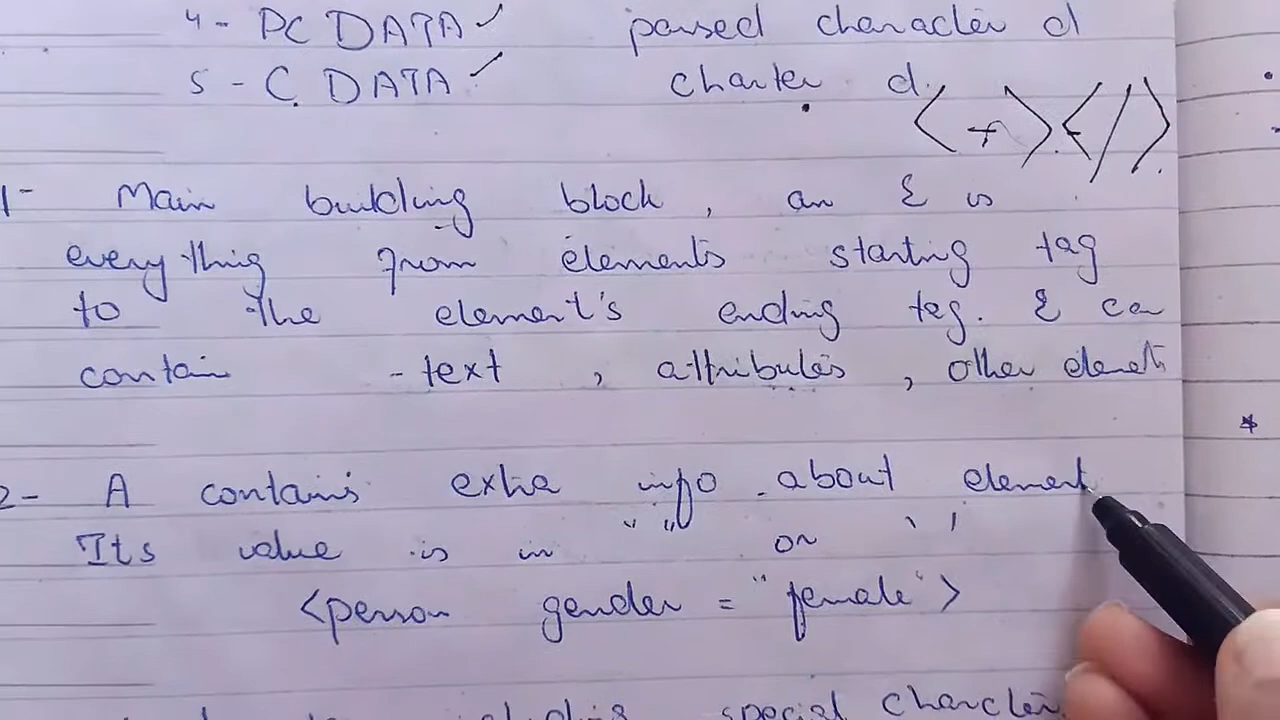 4- PC DATA ✓ parsed character d
5- C. DATA ✓ charter d.
< + > . </>.
1- Main building block, an E is
everything from elements starting tag
to the element's ending tag. E can
contain - text, attributes, other elements
2- A contains extra info about element
Its value is in " " or ' '
<person gender = "female">
special character